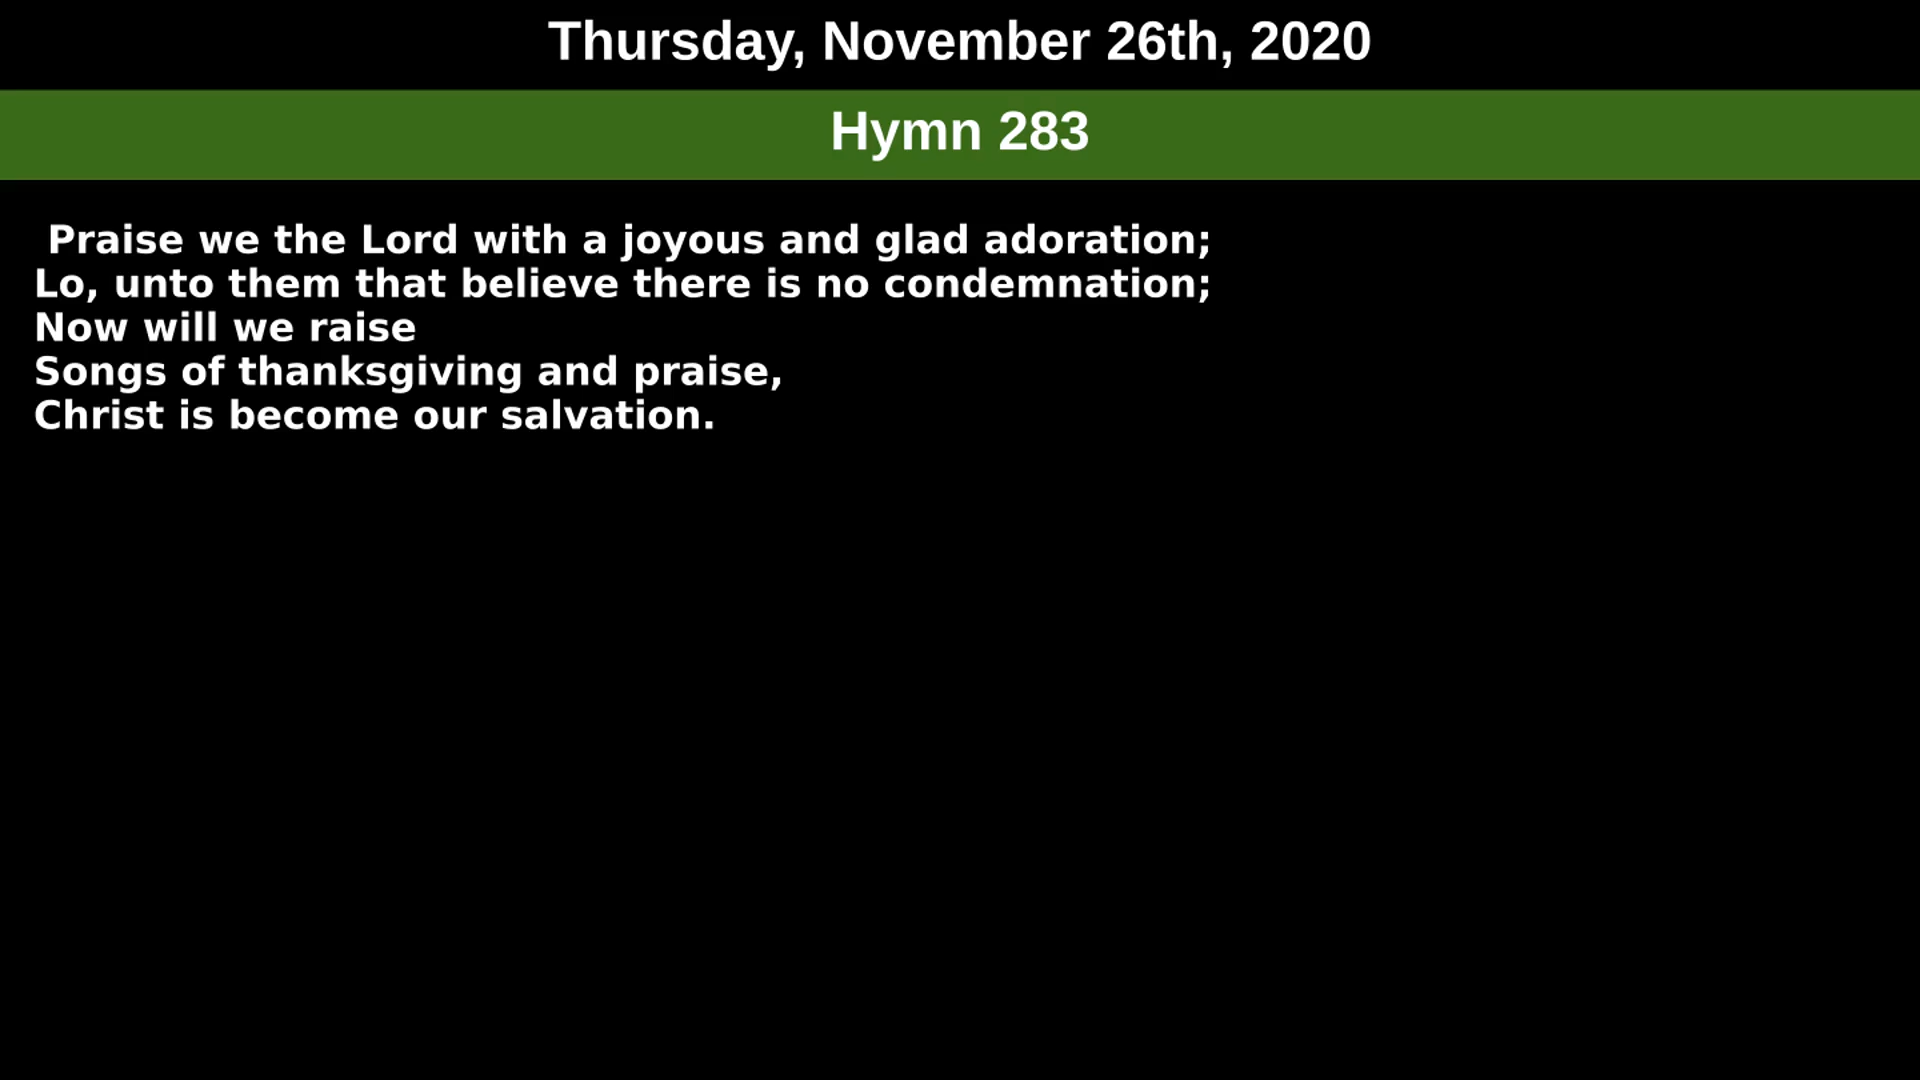 Thursday, November 26th, 2020
Hymn 283
Praise we the Lord with a joyous and glad adoration;
Lo, unto them that believe there is no condemnation;
Now will we raise
Songs of thanksgiving and praise,
Christ is become our salvation.